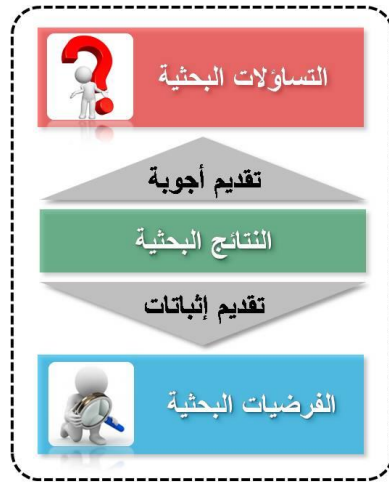 التساؤلات البحثية
تقديم أجوبة
النتائج البحثية
تقديم إثباتات
الفرضيات البحثية